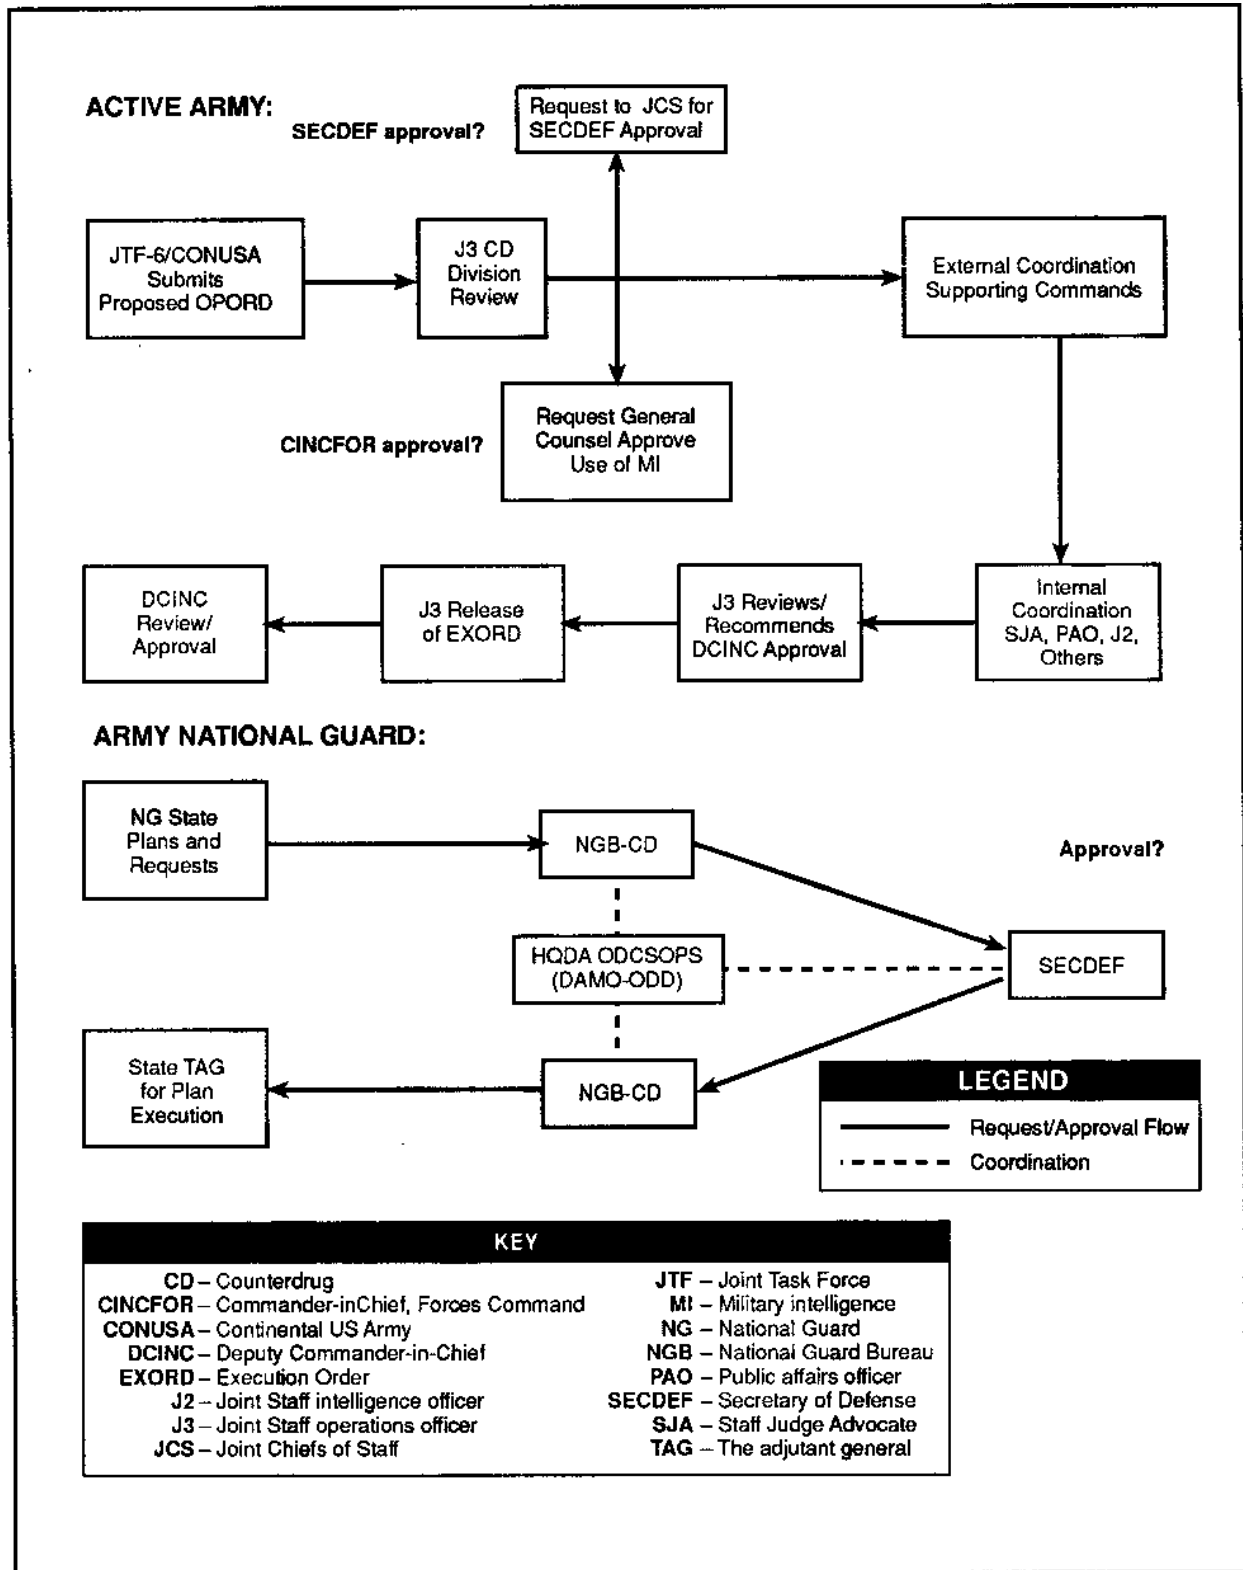 ACTIVE ARMY:
SECDEF approval?
Request to JCS for
SECDEF Approval
JTF-6/CONUSA
Submits
Proposed OPORD
J3 CD
Division
Review
External Coordination
Supporting Commands
CINCFOR approval?
Request General
Counsel Approve
Use of MI
DCINC
Review/
Approval
J3 Release
of EXORD
J3 Reviews/
Recommends
DCINC Approval
Internal
Coordination
SJA, PAO, J2,
Others
ARMY NATIONAL GUARD:
NG State
Plans and
Requests
NGB-CD
Approval?
HQDA ODCSOPS
(DAMO-ODD)
SECDEF
State TAG
for Plan
Execution
NGB-CD
LEGEND
Request/Approval Flow
Coordination
KEY
CD – Counterdrug
CINCFOR – Commander-inChief, Forces Command
CONUSA – Continental US Army
DCINC – Deputy Commander-in-Chief
EXORD – Execution Order
J2 – Joint Staff intelligence officer
J3 – Joint Staff operations officer
JCS – Joint Chiefs of Staff
JTF – Joint Task Force
MI – Military intelligence
NG – National Guard
NGB – National Guard Bureau
PAO – Public affairs officer
SECDEF – Secretary of Defense
SJA – Staff Judge Advocate
TAG – The adjutant general